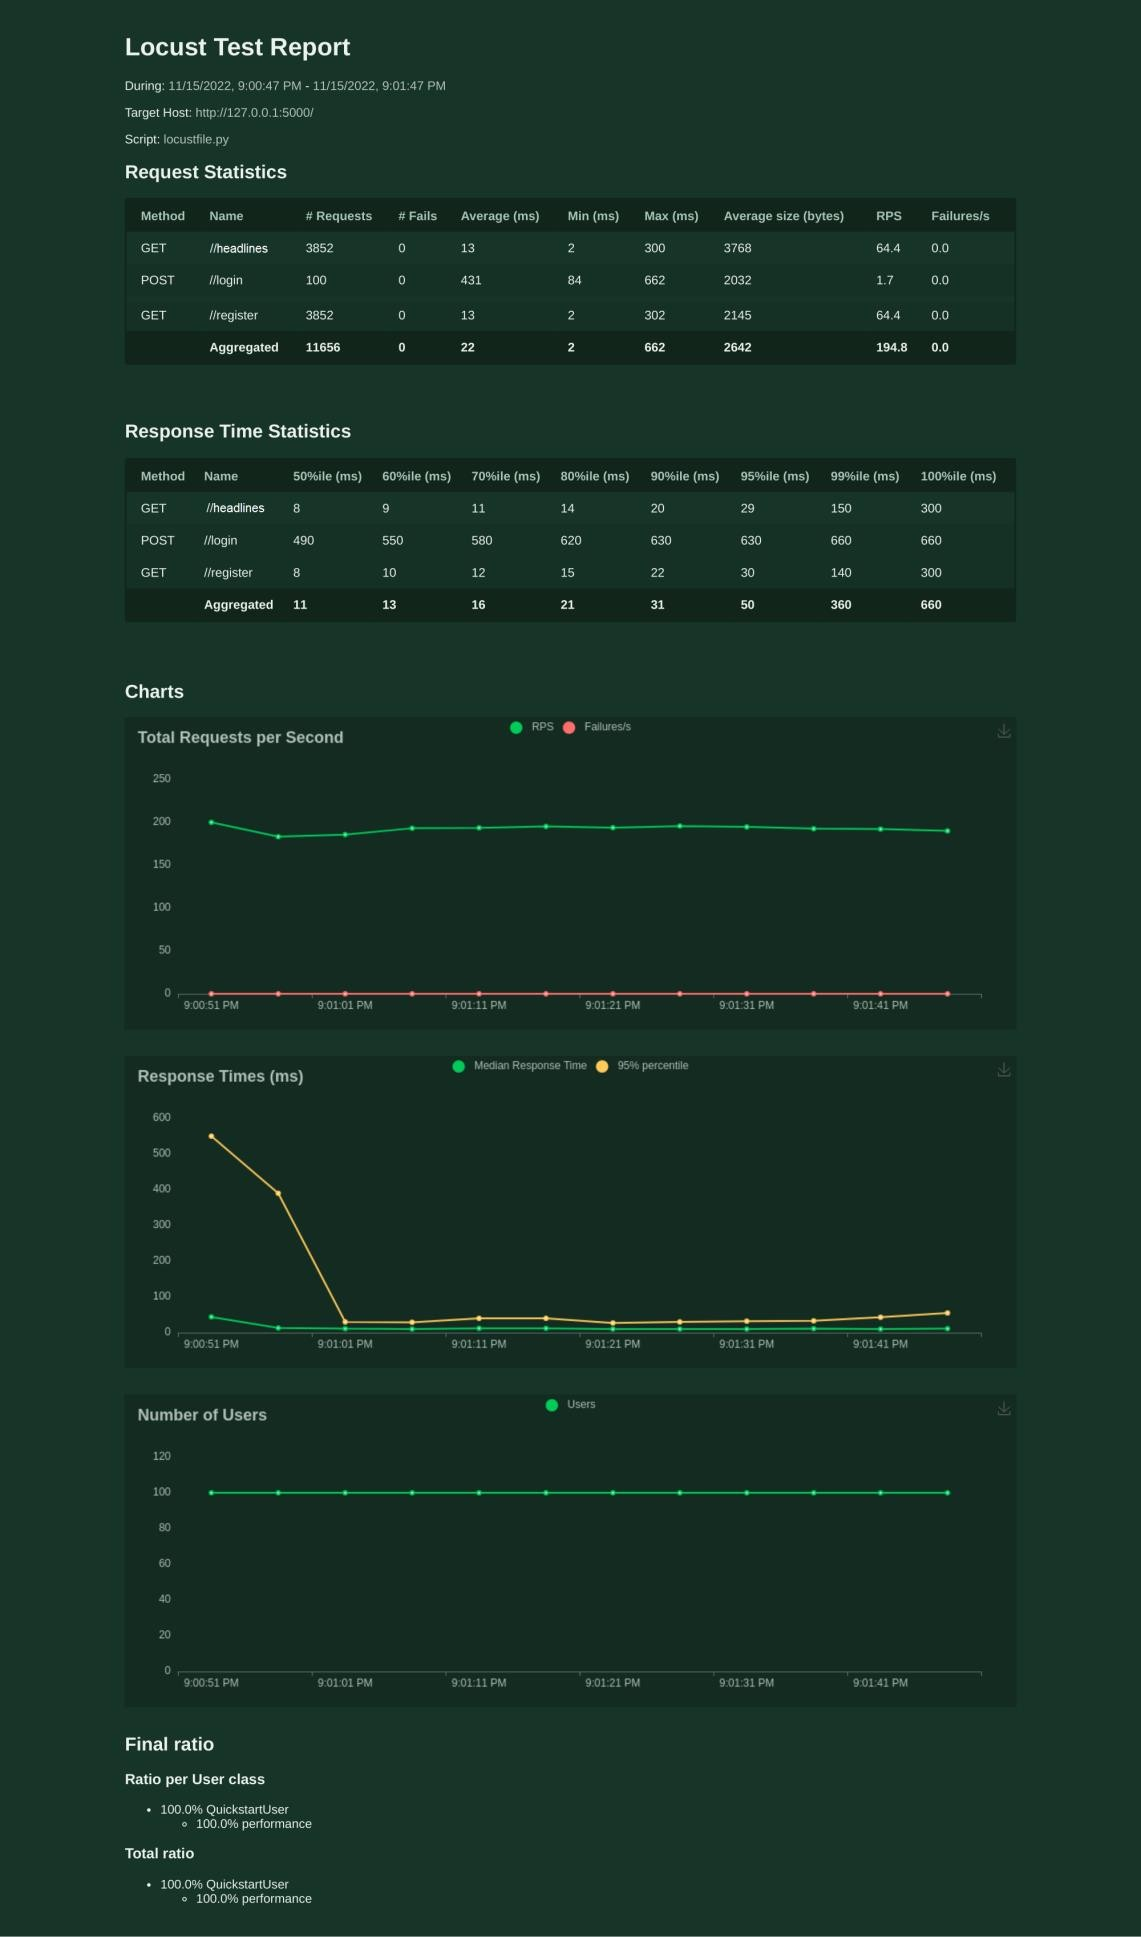 Locust Test Report
During: 11/15/2022, 9:00:47 PM - 11/15/2022, 9:01:47 PM
Target Host: http://127.0.0.1:5000/
Script: locustfile.py
Request Statistics
Method Name # Requests # Fails Average (ms) Min (ms) Max (ms) Average size (bytes) RPS Failures/s
GET //headlines 3852 0 13 2 300 3768 64.4 0.0
POST //login 100 0 431 84 662 2032 1.7 0.0
GET //register 3852 0 13 2 302 2145 64.4 0.0
Aggregated 11656 0 22 2 662 2642 194.8 0.0
Response Time Statistics
Method Name 50%ile (ms) 60%ile (ms) 70%ile (ms) 80%ile (ms) 90%ile (ms) 95%ile (ms) 99%ile (ms) 100%ile (ms)
GET //headlines 8 9 11 14 20 29 150 300
POST //login 490 550 580 620 630 630 660 660
GET //register 8 10 12 15 22 30 140 300
Aggregated 11 13 16 21 31 50 360 660
Charts
RPS Failures/s
Total Requests per Second
250
200
150
100
50
0
9:00:51 PM 9:01:01 PM 9:01:11 PM 9:01:21 PM 9:01:31 PM 9:01:41 PM
Median Response Time 95% percentile
Response Times (ms)
600
500
400
300
200
100
0
9:00:51 PM 9:01:01 PM 9:01:11 PM 9:01:21 PM 9:01:31 PM 9:01:41 PM
Users
Number of Users
120
100
80
60
40
20
0
9:00:51 PM 9:01:01 PM 9:01:11 PM 9:01:21 PM 9:01:31 PM 9:01:41 PM
Final ratio
Ratio per User class
• 100.0% QuickstartUser
◦ 100.0% performance
Total ratio
• 100.0% QuickstartUser
◦ 100.0% performance